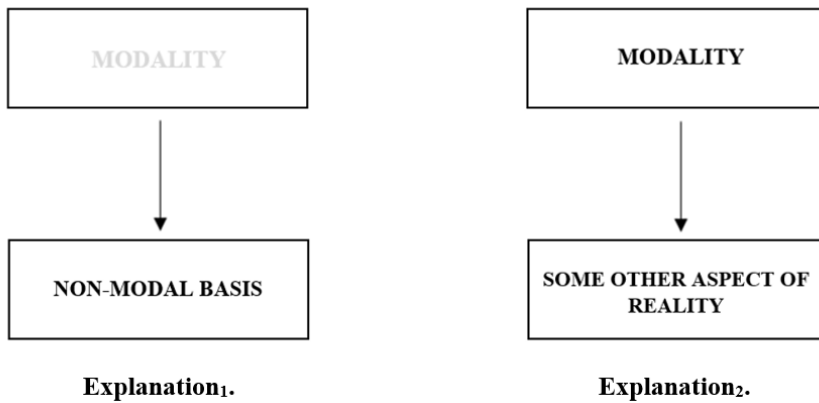 MODALITY
NON-MODAL BASIS
Explanation₁.
MODALITY
SOME OTHER ASPECT OF
REALITY
Explanation₂.